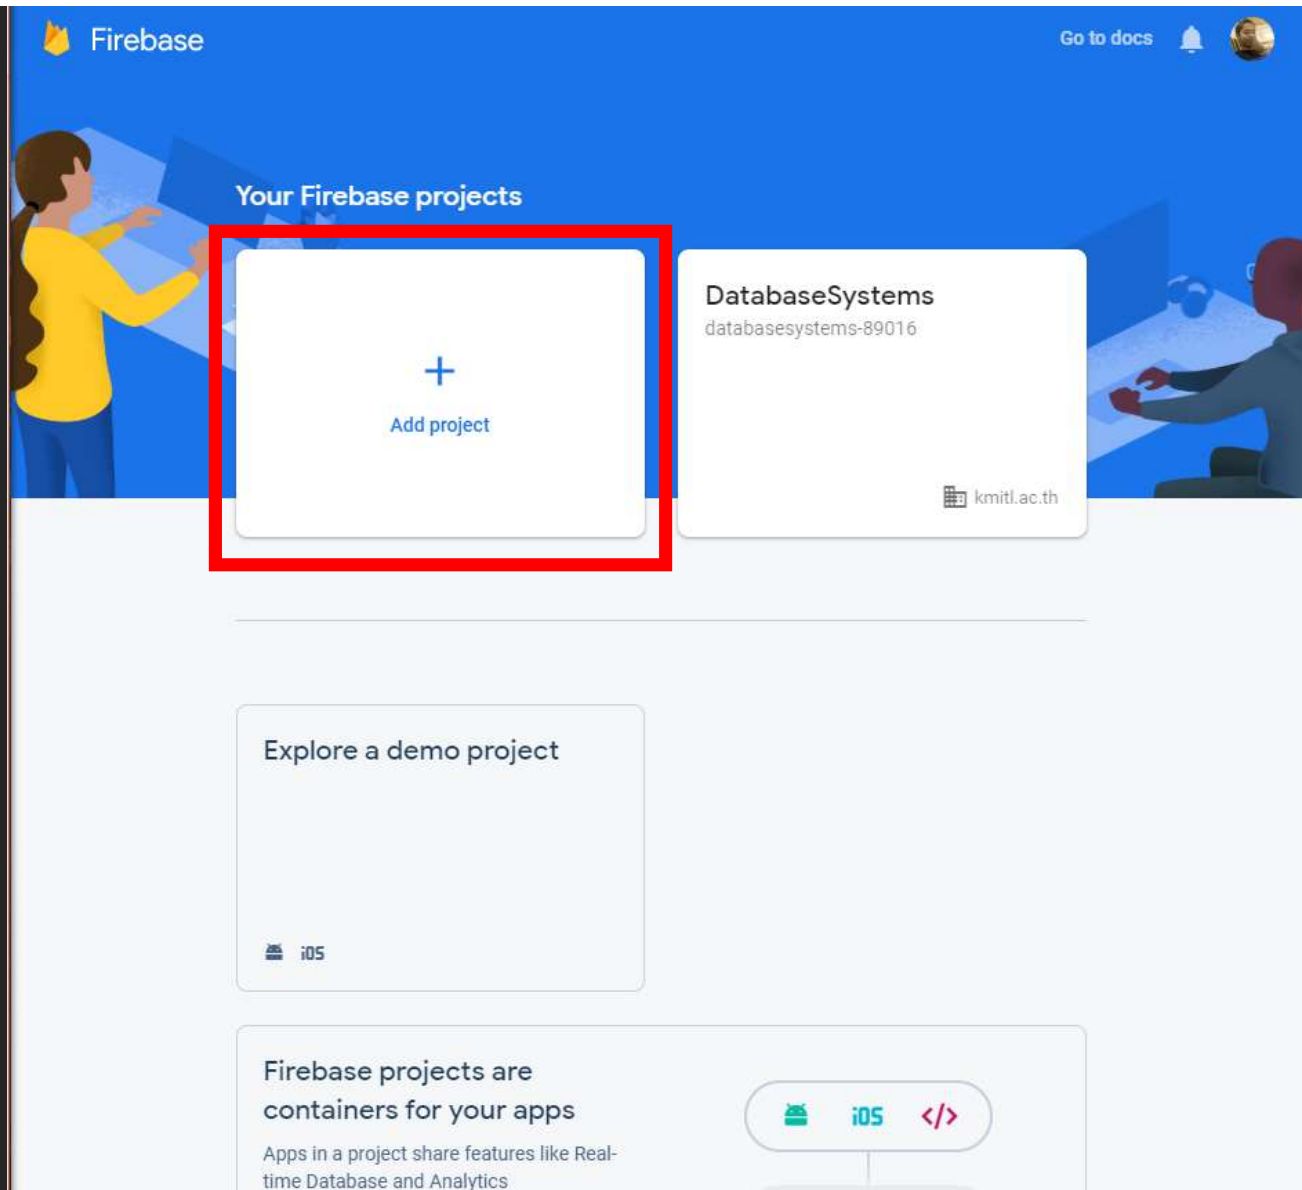 Firebase
Go to docs
Your Firebase projects
Add project
DatabaseSystems
databasesystems-89016
kmitl.ac.th
Explore a demo project
iOS
Firebase projects are
containers for your apps
Apps in a project share features like Real-
time Database and Analytics
iOS </>